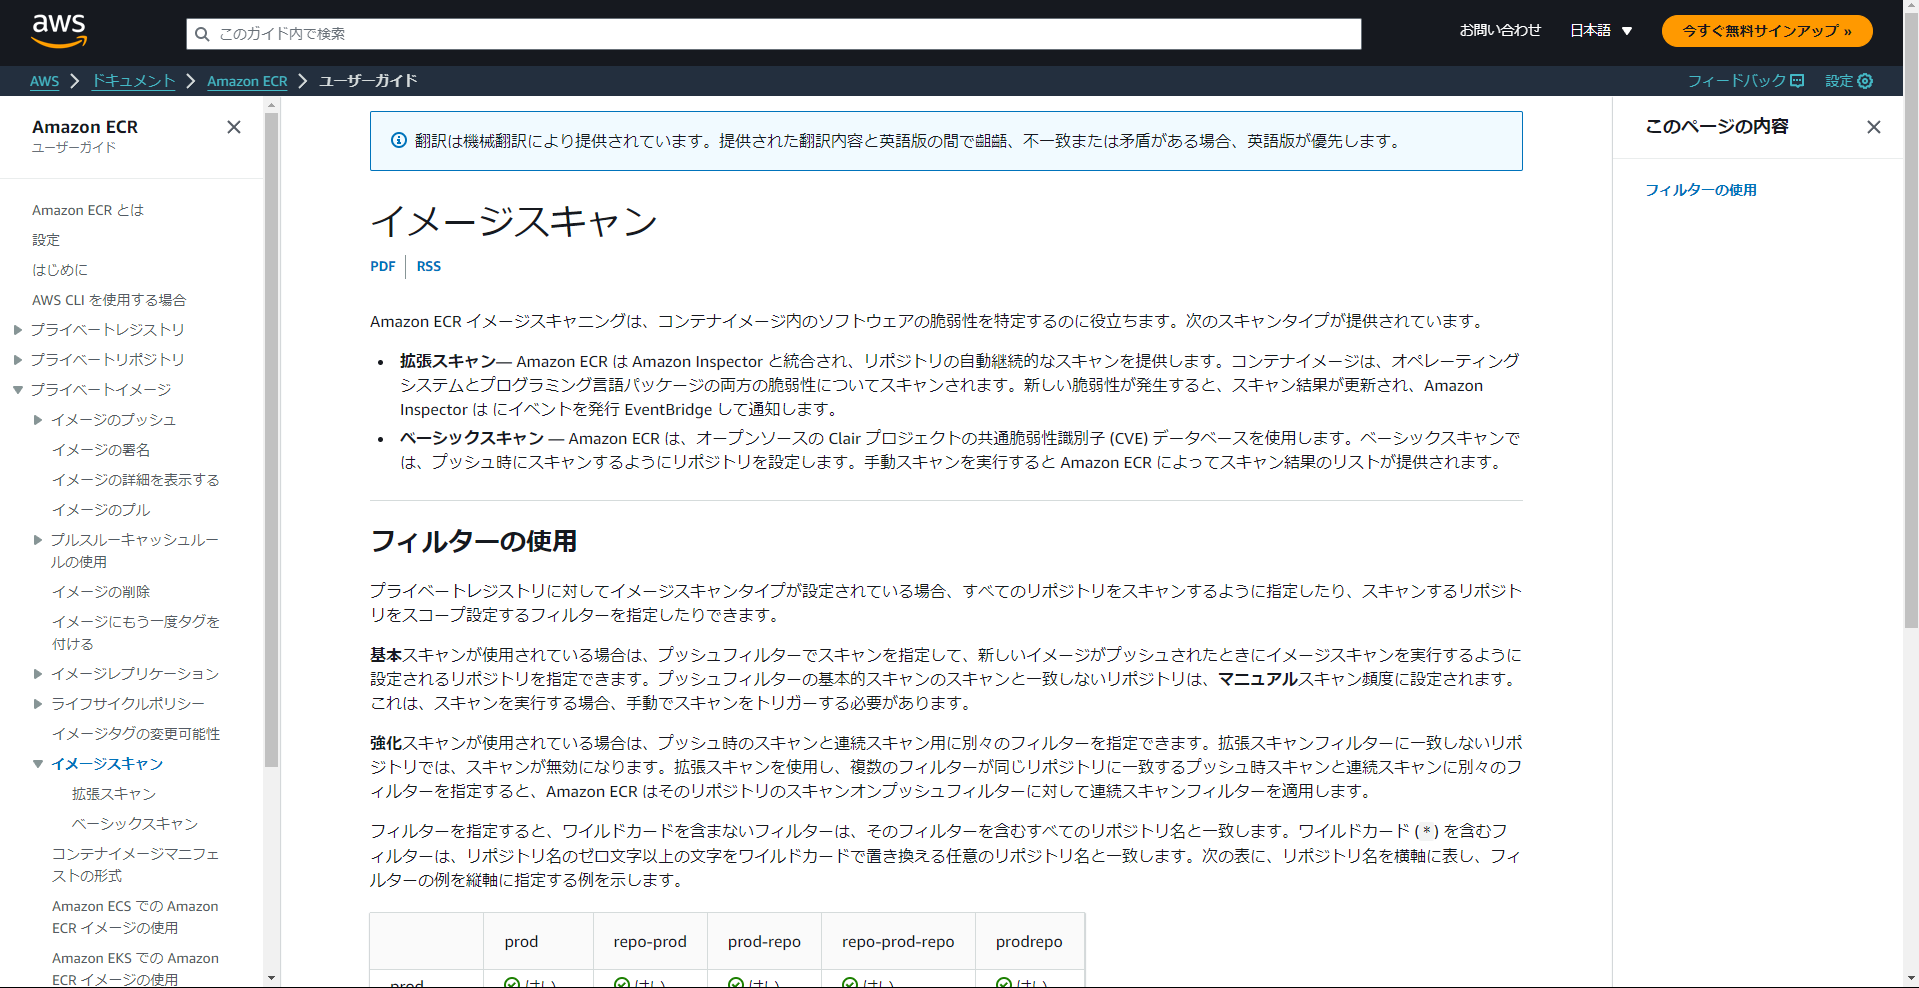 aws
このガイド内で検索
お問い合わせ
日本語
今すぐ無料サインアップ »
AWS
ドキュメント
Amazon ECR
ユーザーガイド
フィードバック
設定
Amazon ECR
ユーザーガイド
Amazon ECR とは
設定
はじめに
AWS CLI を使用する場合
プライベートレジストリ
プライベートリポジトリ
プライベートイメージ
イメージのプッシュ
イメージの署名
イメージの詳細を表示する
イメージのプル
プルスルーキャッシュルー
ルの使用
イメージの削除
イメージにもう一度タグを
付ける
イメージレプリケーション
ライフサイクルポリシー
イメージタグの変更可能性
イメージスキャン
拡張スキャン
ベーシックスキャン
コンテナイメージマニフェ
ストの形式
Amazon ECS での Amazon
ECR イメージの使用
Amazon EKS での Amazon
ECR イメージの使用
翻訳は機械翻訳により提供されています。提供された翻訳内容と英語版の間で齟齬、不一致または矛盾がある場合、英語版が優先します。
イメージスキャン
PDF
RSS
Amazon ECR イメージスキャニングは、コンテナイメージ内のソフトウェアの脆弱性を特定するのに役立ちます。次のスキャンタイプが提供されています。
• 拡張スキャン— Amazon ECR は Amazon Inspector と統合され、リポジトリの自動継続的なスキャンを提供します。コンテナイメージは、オペレーティング
システムとプログラミング言語パッケージの両方の脆弱性についてスキャンされます。新しい脆弱性が発生すると、スキャン結果が更新され、Amazon
Inspector は にイベントを発行 EventBridge して通知します。
• ベーシックスキャン — Amazon ECR は、オープンソースの Clair プロジェクトの共通脆弱性識別子 (CVE) データベースを使用します。ベーシックスキャンで
は、プッシュ時にスキャンするようにリポジトリを設定します。手動スキャンを実行すると Amazon ECR によってスキャン結果のリストが提供されます。
フィルターの使用
プライベートレジストリに対してイメージスキャンタイプが設定されている場合、すべてのリポジトリをスキャンするように指定したり、スキャンするリポジト
リをスコープ設定するフィルターを指定したりできます。
基本スキャンが使用されている場合は、プッシュフィルターでスキャンを指定して、新しいイメージがプッシュされたときにイメージスキャンを実行するように
設定されるリポジトリを指定できます。プッシュフィルターの基本的スキャンのスキャンと一致しないリポジトリは、マニュアルスキャン頻度に設定されます。
これは、スキャンを実行する場合、手動でスキャンをトリガーする必要があります。
強化スキャンが使用されている場合は、プッシュ時のスキャンと連続スキャン用に別々のフィルターを指定できます。拡張スキャンフィルターに一致しないリポ
ジトリでは、スキャンが無効になります。拡張スキャンを使用し、複数のフィルターが同じリポジトリに一致するプッシュ時スキャンと連続スキャンに別々のフ
ィルターを指定すると、Amazon ECR はそのリポジトリのスキャンオンプッシュフィルターに対して連続スキャンフィルターを適用します。
フィルターを指定すると、ワイルドカードを含まないフィルターは、そのフィルターを含むすべてのリポジトリ名と一致します。ワイルドカード (*) を含むフ
ィルターは、リポジトリ名のゼロ文字以上の文字をワイルドカードで置き換える任意のリポジトリ名と一致します。次の表に、リポジトリ名を横軸に表し、フィ
ルターの例を縦軸に指定する例を示します。
prod repo-prod prod-repo repo-prod-repo prodrepo
prod はい はい はい はい はい
このページの内容
フィルターの使用